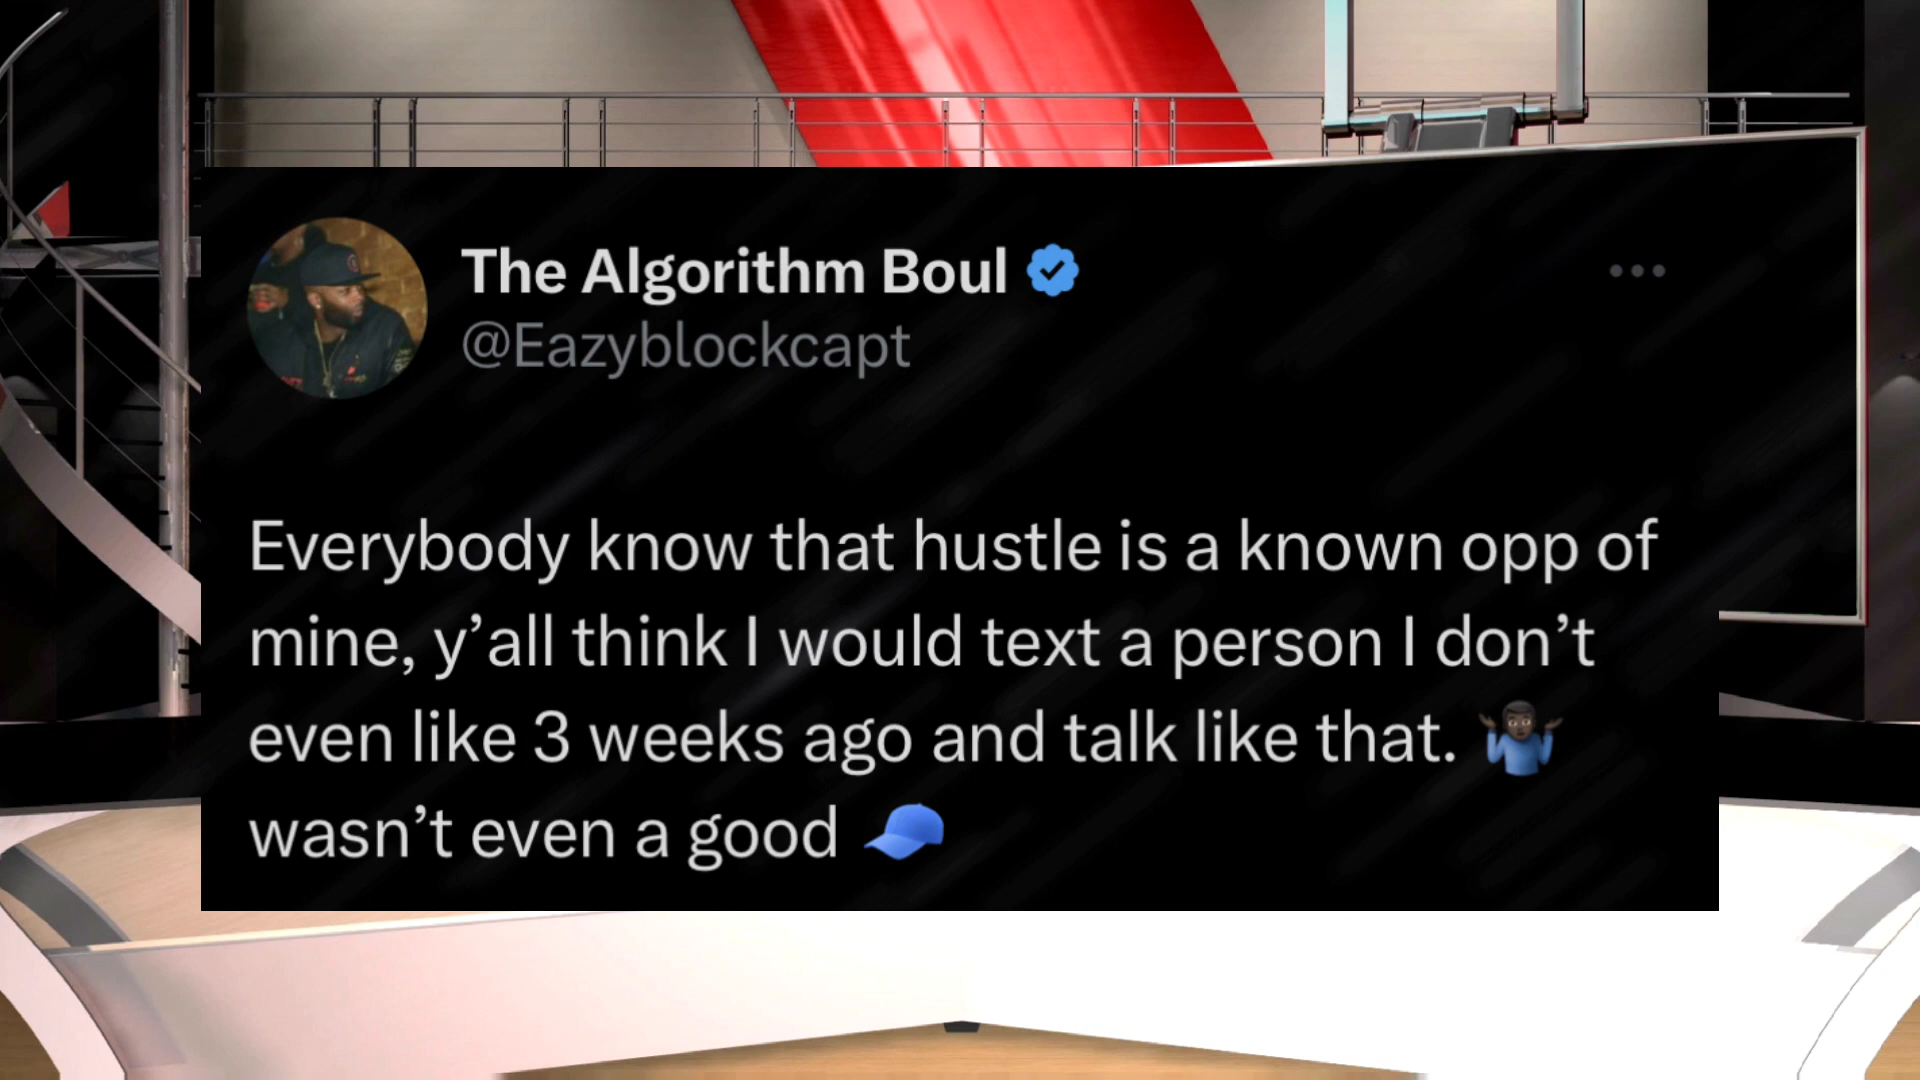 The Algorithm Boul
@Eazyblockcapt
Everybody know that hustle is a known opp of
mine, y’all think I would text a person I don’t
even like 3 weeks ago and talk like that. 🤷🏿‍♂️
wasn’t even a good 🧢